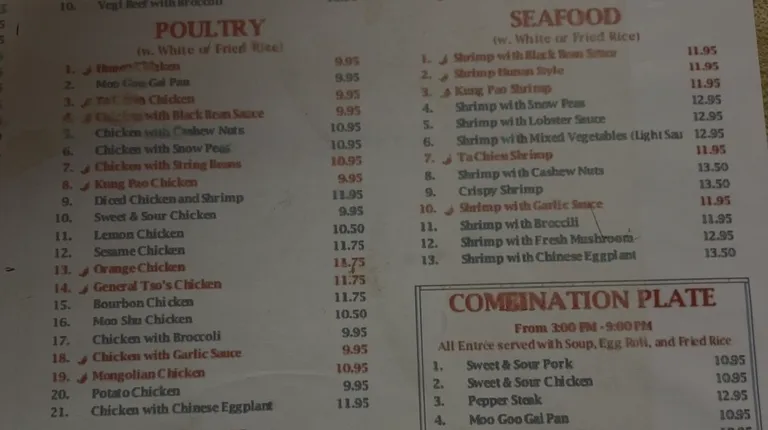 10. Vegi Beef with Broccoli
POULTRY
(w. White or Fried Rice)
1. Hunan Chicken 9.95
2. Moo Goo Gai Pan 9.95
3. Ta Chien Chicken 9.95
4. Chicken with Black Bean Sauce 9.95
5. Chicken with Cashew Nuts 10.95
6. Chicken with Snow Peas 10.95
7. Chicken with String Beans 10.95
8. Kung Pao Chicken 9.95
9. Diced Chicken and Shrimp 11.95
10. Sweet & Sour Chicken 9.95
11. Lemon Chicken 10.50
12. Sesame Chicken 11.75
13. Orange Chicken 11.75
14. General Tso's Chicken 11.75
15. Bourbon Chicken 11.75
16. Moo Shu Chicken 10.50
17. Chicken with Broccoli 9.95
18. Chicken with Garlic Sauce 9.95
19. Mongolian Chicken 10.95
20. Potato Chicken 9.95
21. Chicken with Chinese Eggplant 11.95
SEAFOOD
(w. White or Fried Rice)
1. Shrimp with Black Bean Sauce 11.95
2. Shrimp Hunan Style 11.95
3. Kung Pao Shrimp 11.95
4. Shrimp with Snow Peas 12.95
5. Shrimp with Lobster Sauce 12.95
6. Shrimp with Mixed Vegetables (Light Sau 12.95
7. Ta Chien Shrimp 11.95
8. Shrimp with Cashew Nuts 13.50
9. Crispy Shrimp 13.50
10. Shrimp with Garlic Sauce 11.95
11. Shrimp with Broccili 11.95
12. Shrimp with Fresh Mushroom 12.95
13. Shrimp with Chinese Eggplant 13.50
COMBINATION PLATE
From 3:00 PM - 9:00 PM
All Entrée served with Soup, Egg Roll, and Fried Rice
1. Sweet & Sour Pork 10.95
2. Sweet & Sour Chicken 10.95
3. Pepper Steak 12.95
4. Moo Goo Gai Pan 10.95